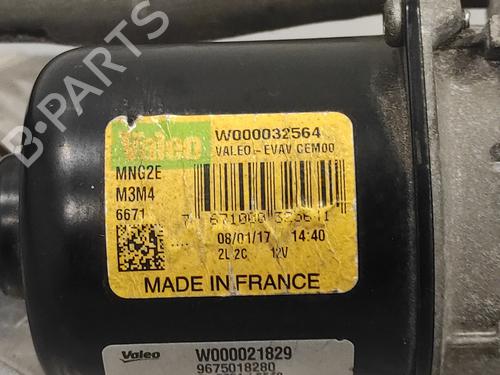 Valeo
W000032564
VALEO - EVAV CEM00
MNG2E
M3M4
6671
08/01/17 14:40
2L 2C 12V
MADE IN FRANCE
Valeo
W000021829
9675018280
B-PARTS